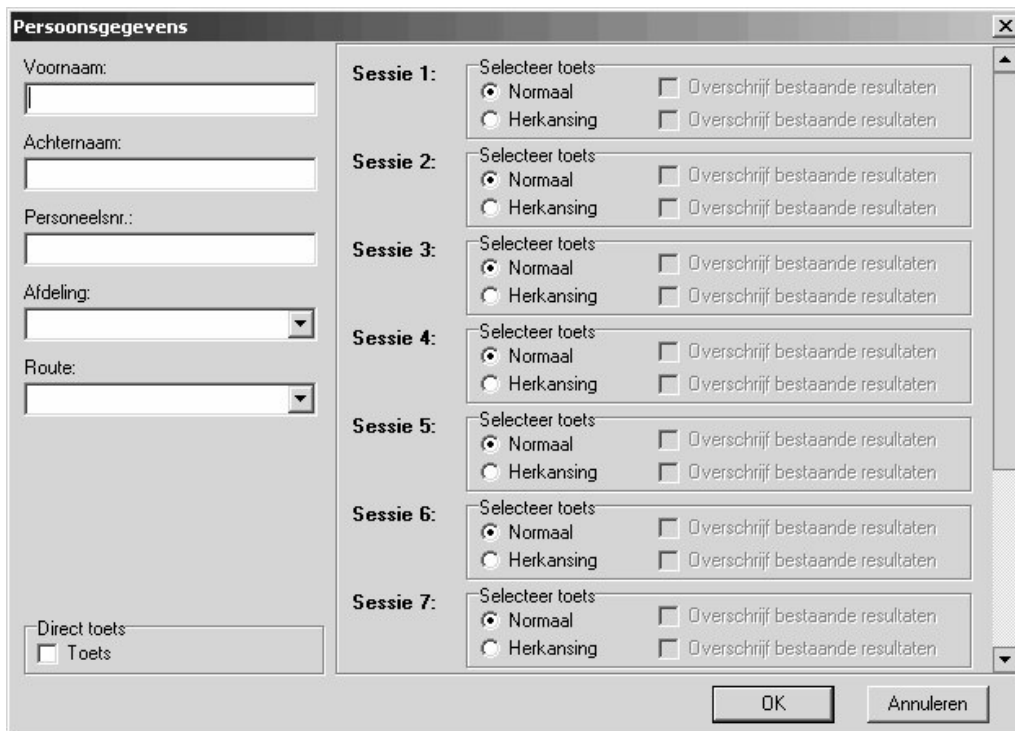 Persoonsgegevens
Voornaam:
Achternaam:
Personeelsnr.:
Afdeling:
Route:
Direct toets
Toets
Sessie 1:
Selecteer toets
Normaal Overschrijf bestaande resultaten
Herkansing Overschrijf bestaande resultaten
Sessie 2:
Selecteer toets
Normaal Overschrijf bestaande resultaten
Herkansing Overschrijf bestaande resultaten
Sessie 3:
Selecteer toets
Normaal Overschrijf bestaande resultaten
Herkansing Overschrijf bestaande resultaten
Sessie 4:
Selecteer toets
Normaal Overschrijf bestaande resultaten
Herkansing Overschrijf bestaande resultaten
Sessie 5:
Selecteer toets
Normaal Overschrijf bestaande resultaten
Herkansing Overschrijf bestaande resultaten
Sessie 6:
Selecteer toets
Normaal Overschrijf bestaande resultaten
Herkansing Overschrijf bestaande resultaten
Sessie 7:
Selecteer toets
Normaal Overschrijf bestaande resultaten
Herkansing Overschrijf bestaande resultaten
OK Annuleren